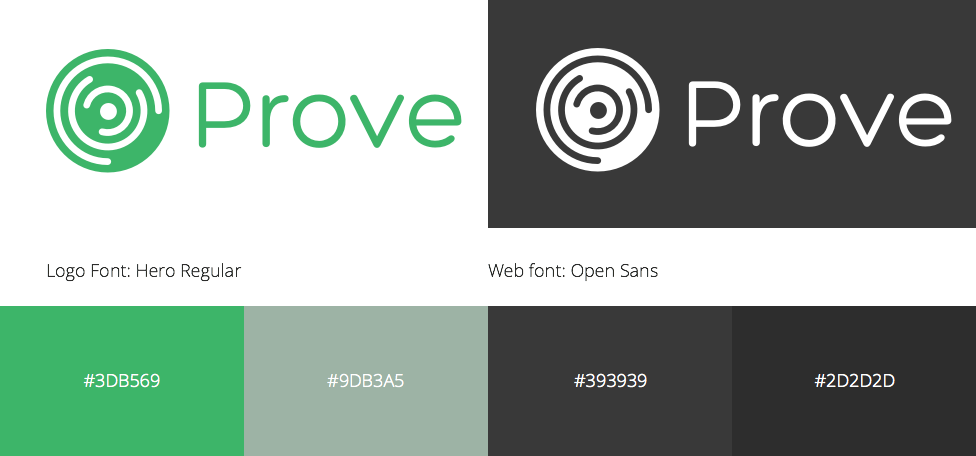 Prove
Prove
Logo Font: Hero Regular
Web font: Open Sans
#3DB569
#9DB3A5
#393939
#2D2D2D